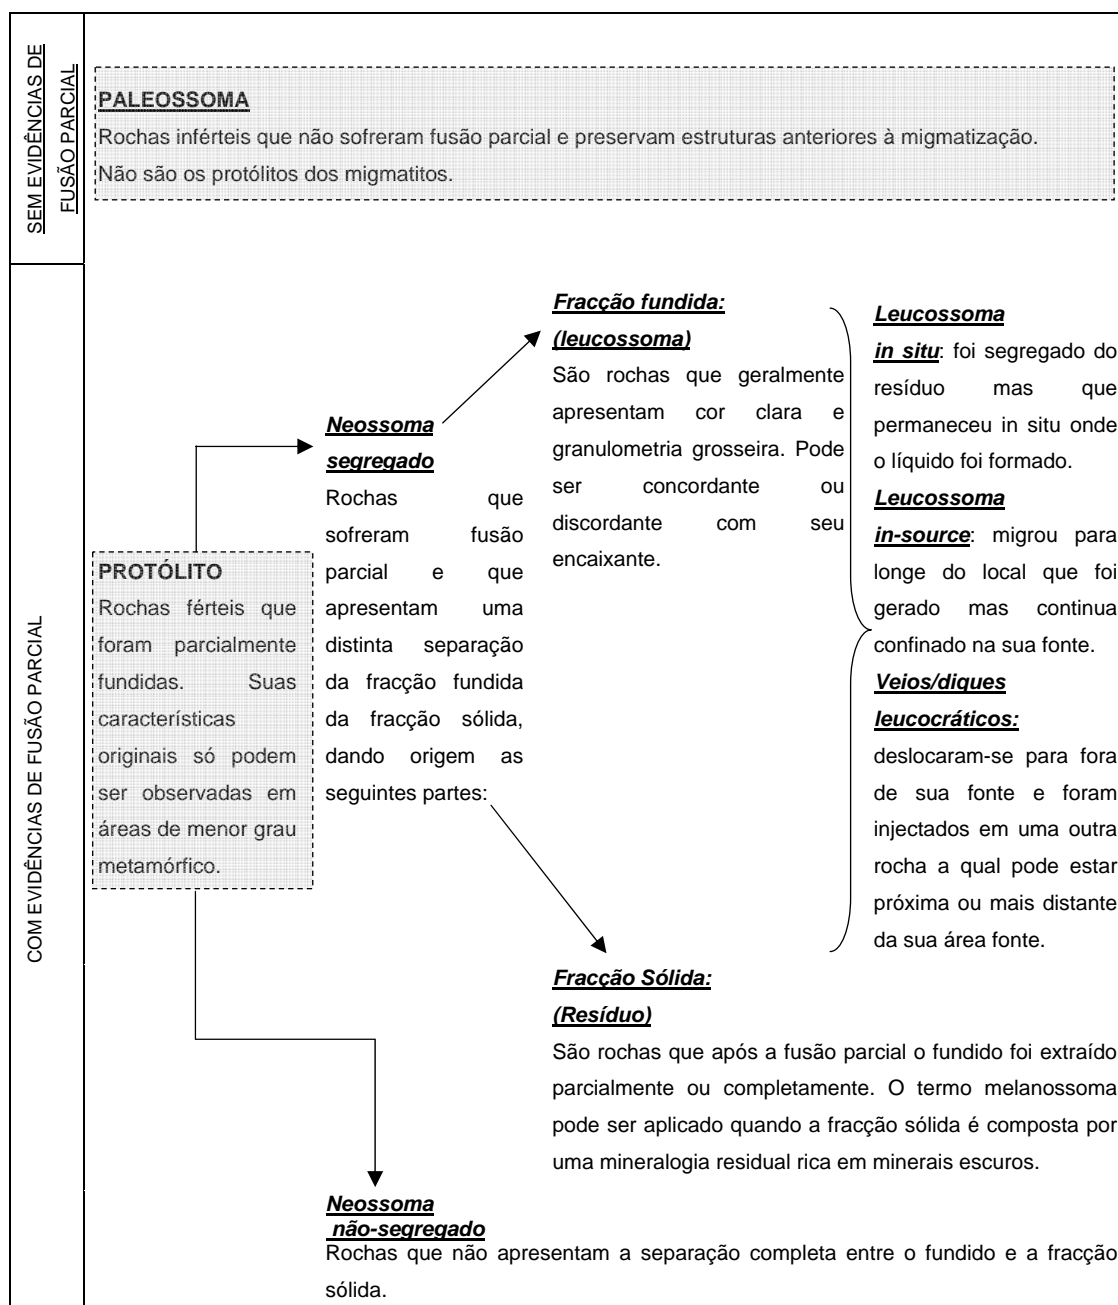 SEM EVIDÊNCIAS DE
FUSÃO PARCIAL
PALEOSSOMA
Rochas inférteis que não sofreram fusão parcial e preservam estruturas anteriores à migmatização.
Não são os protólitos dos migmatitos.
COM EVIDÊNCIAS DE FUSÃO PARCIAL
PROTÓLITO
Rochas férteis que
foram parcialmente
fundidas. Suas
características
originais só podem
ser observadas em
áreas de menor grau
metamórfico.
Neossoma
segregado
Rochas que
sofreram fusão
parcial e que
apresentam uma
distinta separação
da fracção fundida
da fracção sólida,
dando origem as
seguintes partes:
Fracção fundida:
(leucossoma)
São rochas que geralmente
apresentam cor clara e
granulometria grosseira. Pode
ser concordante ou
discordante com seu
encaixante.
Leucossoma
in situ: foi segregado do
resíduo mas que
permaneceu in situ onde
o líquido foi formado.
Leucossoma
in-source: migrou para
longe do local que foi
gerado mas continua
confinado na sua fonte.
Veios/diques
leucocráticos:
deslocaram-se para fora
de sua fonte e foram
injectados em uma outra
rocha a qual pode estar
próxima ou mais distante
da sua área fonte.
Fracção Sólida:
(Resíduo)
São rochas que após a fusão parcial o fundido foi extraído
parcialmente ou completamente. O termo melanossoma
pode ser aplicado quando a fracção sólida é composta por
uma mineralogia residual rica em minerais escuros.
Neossoma
não-segregado
Rochas que não apresentam a separação completa entre o fundido e a fracção
sólida.